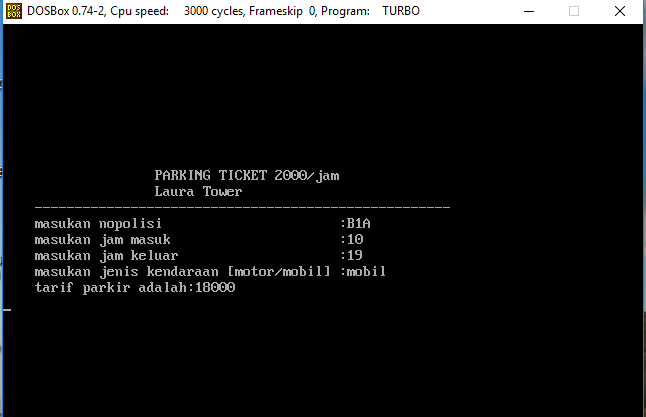 DOSBox 0.74-2, Cpu speed: 3000 cycles, Frameskip 0, Program: TURBO
PARKING TICKET 2000/jam
Laura Tower
----------------------------------------------------
masukan nopolisi :B1A
masukan jam masuk :10
masukan jam keluar :19
masukan jenis kendaraan [motor/mobil] :mobil
tarif parkir adalah:18000